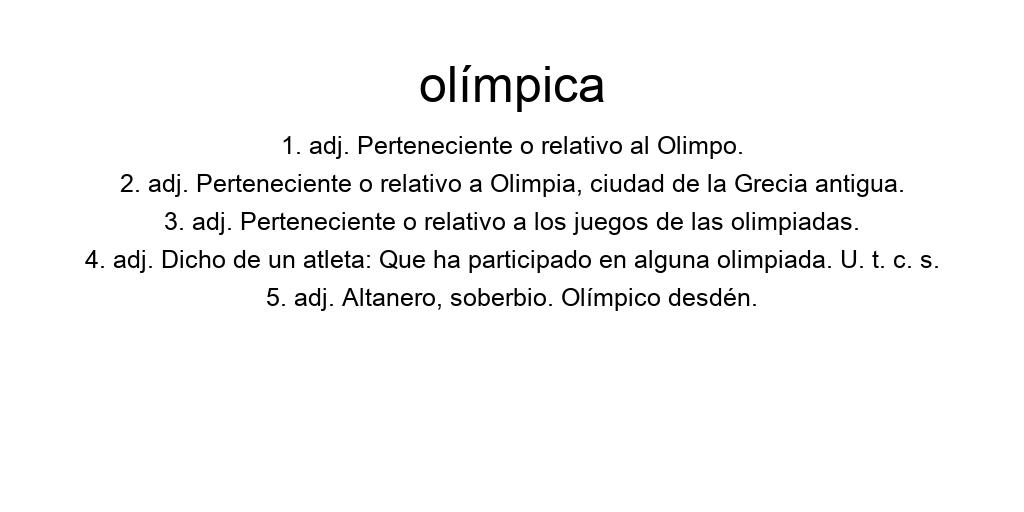 olímpica
1. adj. Perteneciente o relativo al Olimpo.
2. adj. Perteneciente o relativo a Olimpia, ciudad de la Grecia antigua.
3. adj. Perteneciente o relativo a los juegos de las olimpiadas.
4. adj. Dicho de un atleta: Que ha participado en alguna olimpiada. U. t. c. s.
5. adj. Altanero, soberbio. Olímpico desdén.